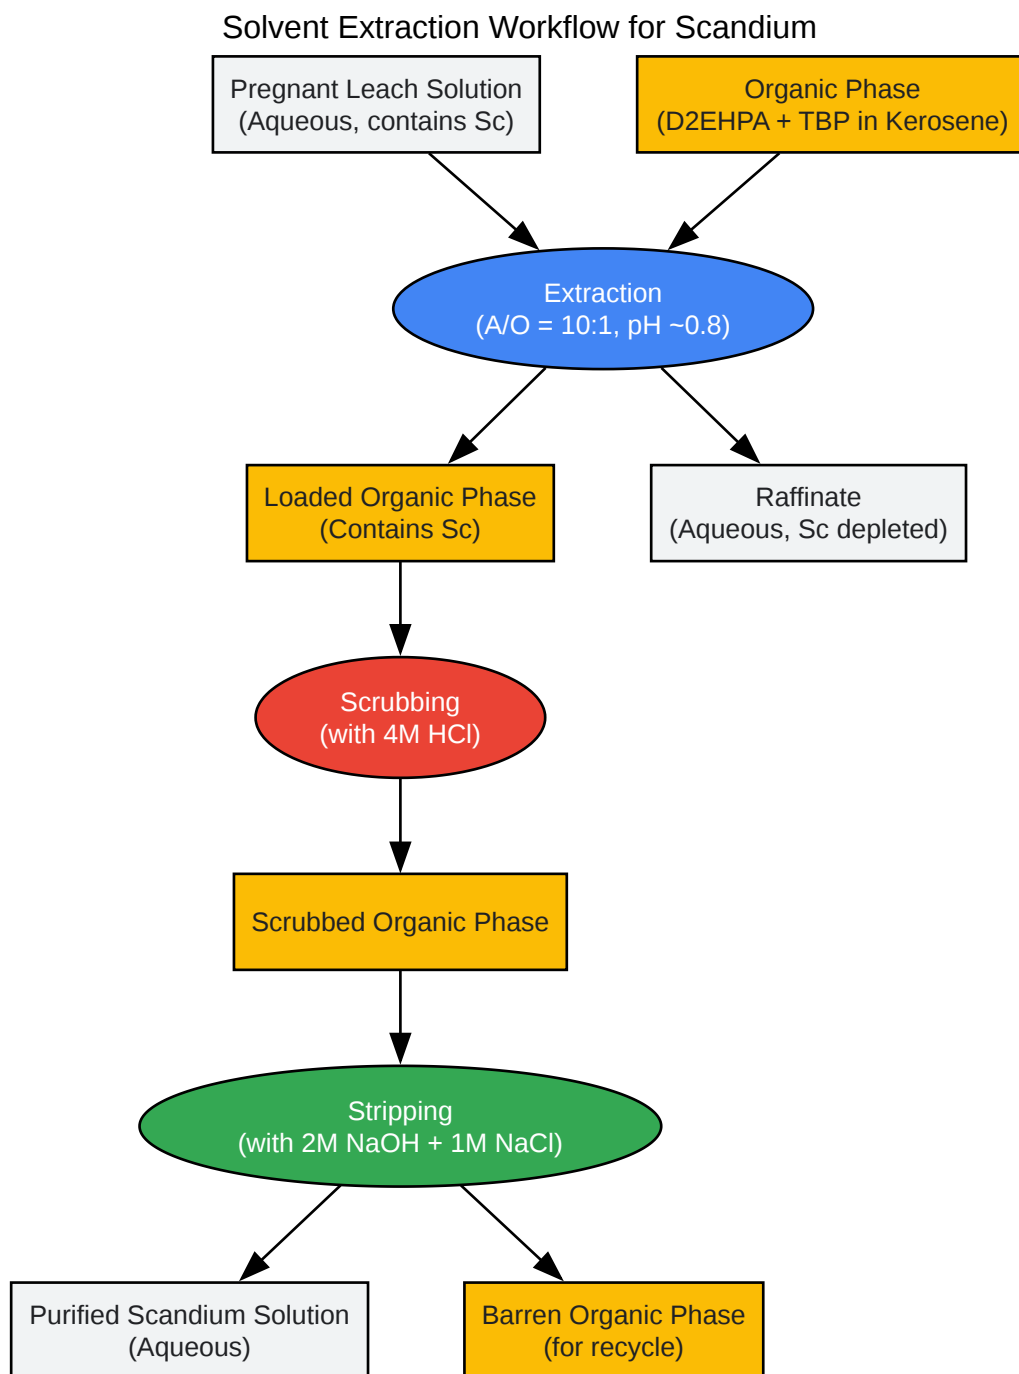 Solvent Extraction Workflow for Scandium
Pregnant Leach Solution
(Aqueous, contains Sc)
Organic Phase
(D2EHPA + TBP in Kerosene)
Extraction
(A/O = 10:1, pH ~0.8)
Loaded Organic Phase
(Contains Sc)
Raffinate
(Aqueous, Sc depleted)
Scrubbing
(with 4M HCl)
Scrubbed Organic Phase
Stripping
(with 2M NaOH + 1M NaCl)
Purified Scandium Solution
(Aqueous)
Barren Organic Phase
(for recycle)